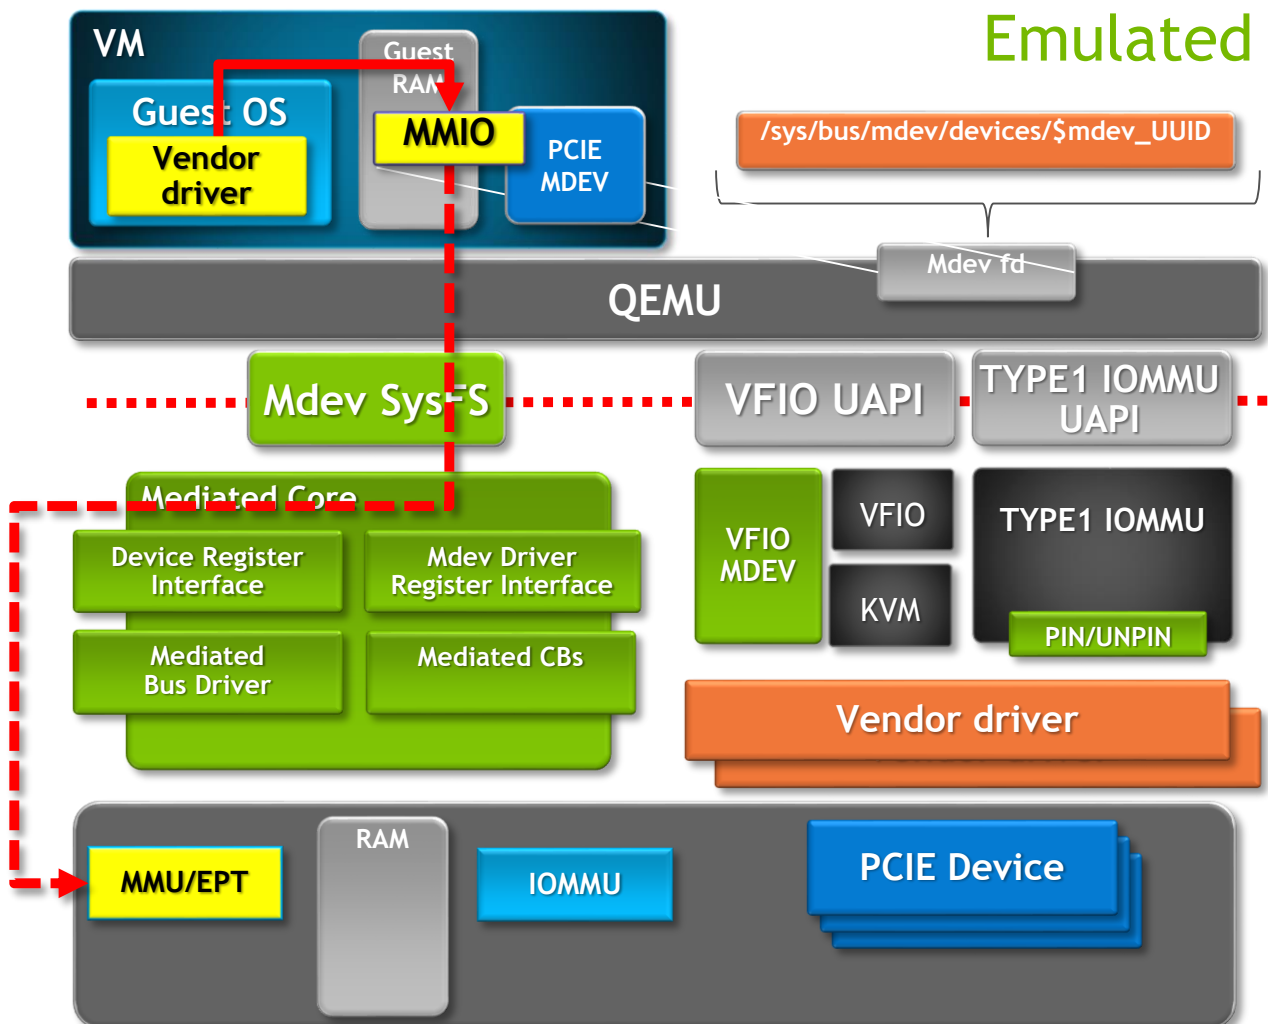 Emulated
VM
Guest
RAM
Guest OS
Vendor
driver
MMIO
PCIE
MDEV
/sys/bus/mdev/devices/$mdev_UUID
Mdev fd
QEMU
Mdev SysFS
VFIO UAPI
TYPE1 IOMMU
UAPI
Mediated Core
Device Register
Interface
Mdev Driver
Register Interface
Mediated
Bus Driver
Mediated CBs
VFIO
MDEV
VFIO
KVM
TYPE1 IOMMU
PIN/UNPIN
Vendor driver
RAM
MMU/EPT
IOMMU
PCIE Device